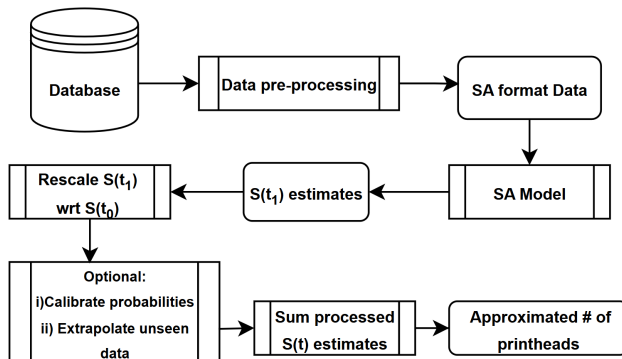 Database
Data pre-processing
SA format Data
Rescale S(t₁)
wrt S(t₀)
S(t₁) estimates
SA Model
Optional:
i)Calibrate probabilities
ii) Extrapolate unseen
data
Sum processed
S(t) estimates
Approximated # of
printheads